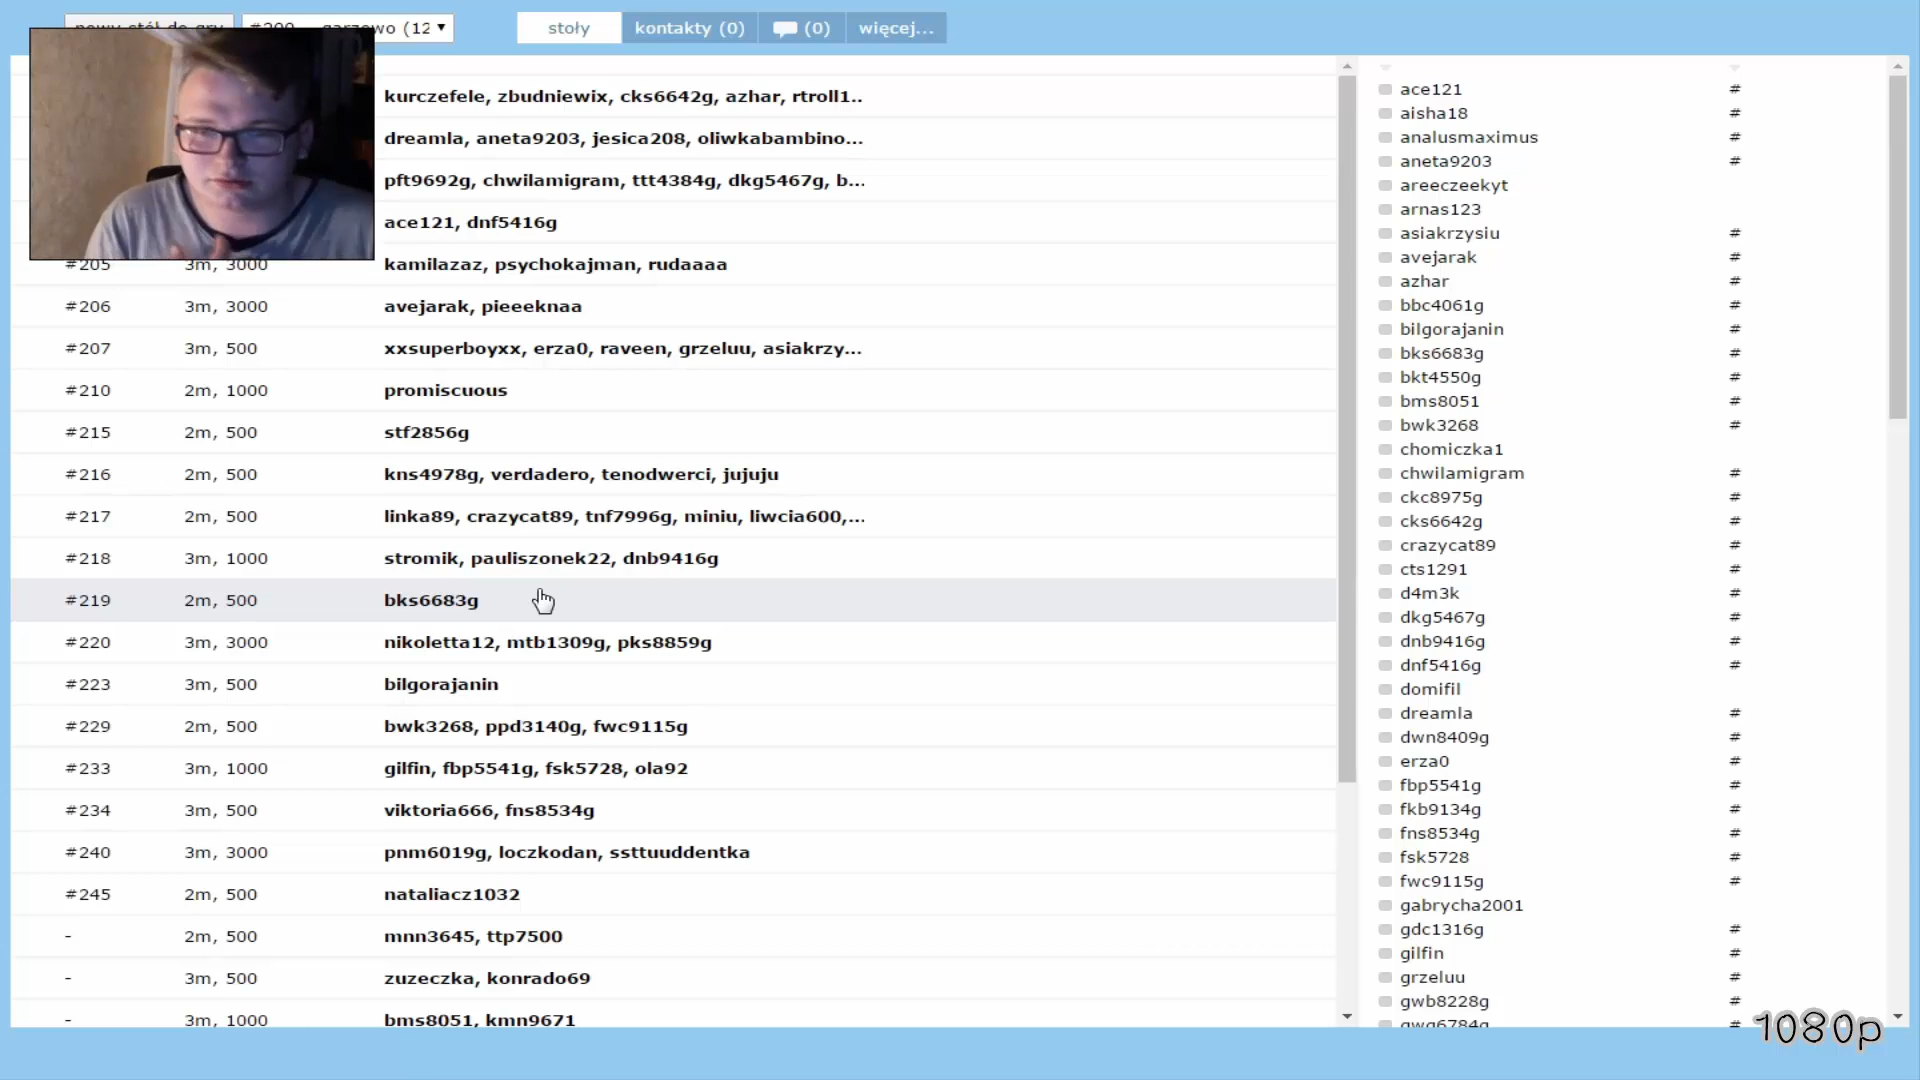 wo (12
stoły
kontakty (0)
(0)
więcej...
kurczefele, zbudniewix, cks6642g, azhar, rtroll1..
dreamla, aneta9203, jesica208, oliwkabambino...
pft9692g, chwilamigram, ttt4384g, dkg5467g, b...
ace121, dnf5416g
#205 3m, 3000 kamilazaz, psychokajman, rudaaaa
#206 3m, 3000 avejarak, pieeeknaa
#207 3m, 500 xxsuperboyxx, erza0, raveen, grzeluu, asiakrzy...
#210 2m, 1000 promiscuous
#215 2m, 500 stf2856g
#216 2m, 500 kns4978g, verdadero, tenodwerci, jujuju
#217 2m, 500 linka89, crazycat89, tnf7996g, miniu, liwcia600,...
#218 3m, 1000 stromik, pauliszonek22, dnb9416g
#219 2m, 500 bks6683g
#220 3m, 3000 nikoletta12, mtb1309g, pks8859g
#223 3m, 500 bilgorajanin
#229 2m, 500 bwk3268, ppd3140g, fwc9115g
#233 3m, 1000 gilfin, fbp5541g, fsk5728, ola92
#234 3m, 500 viktoria666, fns8534g
#240 3m, 3000 pnm6019g, loczkodan, ssttuuddentka
#245 2m, 500 nataliacz1032
- 2m, 500 mnn3645, ttp7500
- 3m, 500 zuzeczka, konrado69
- 3m, 1000 bms8051, kmn9671
ace121 #
aisha18 #
analusmaximus #
aneta9203 #
areeczeekyt
arnas123
asiakrzysiu #
avejarak #
azhar #
bbc4061g #
bilgorajanin #
bks6683g #
bkt4550g #
bms8051 #
bwk3268 #
chomiczka1
chwilamigram #
ckc8975g #
cks6642g #
crazycat89 #
cts1291 #
d4m3k #
dkg5467g #
dnb9416g #
dnf5416g #
domifil
dreamla #
dwn8409g #
erza0 #
fbp5541g #
fkb9134g #
fns8534g #
fsk5728 #
fwc9115g #
gabrycha2001
gdc1316g #
gilfin #
grzeluu #
gwb8228g #
gwg6784g #
1080p